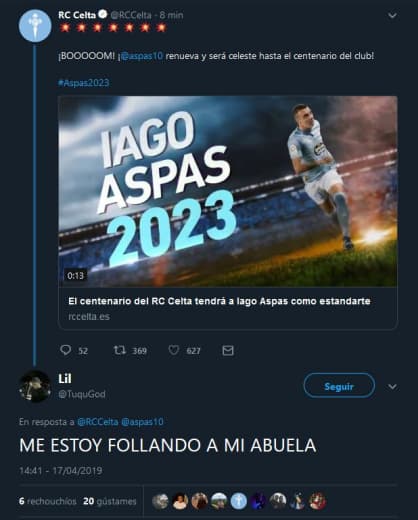 RC Celta @RCCelta · 8 min
¡BOOOOOM! ¡@aspas10 renueva y será celeste hasta el centenario del club!
#Aspas2023
IAGO
ASPAS
2023
0:13
El centenario del RC Celta tendrá a Iago Aspas como estandarte
rccelta.es
52 369 627
Lil
@TuquGod
Seguir
En resposta a @RCCelta @aspas10
ME ESTOY FOLLANDO A MI ABUELA
14:41 - 17/04/2019
6 rechouchíos 20 gústames